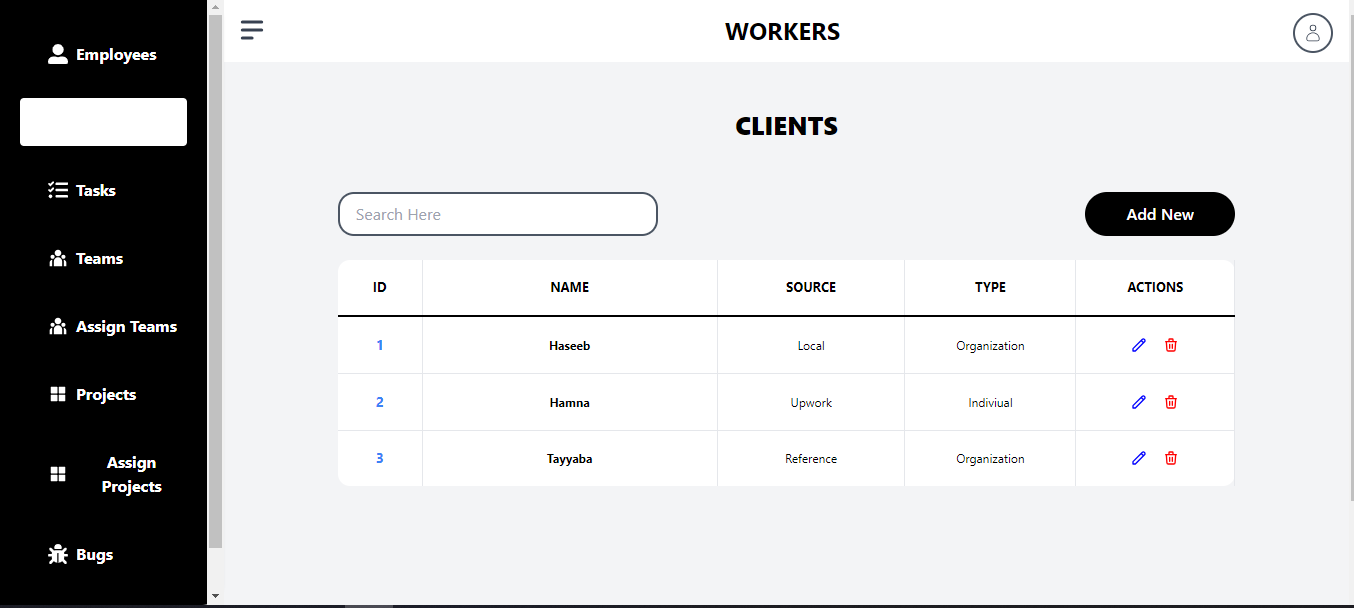 Employees
Tasks
Teams
Assign Teams
Projects
Assign
Projects
Bugs
WORKERS
CLIENTS
Search Here
Add New
ID NAME SOURCE TYPE ACTIONS
1 Haseeb Local Organization
2 Hamna Upwork Indiviual
3 Tayyaba Reference Organization